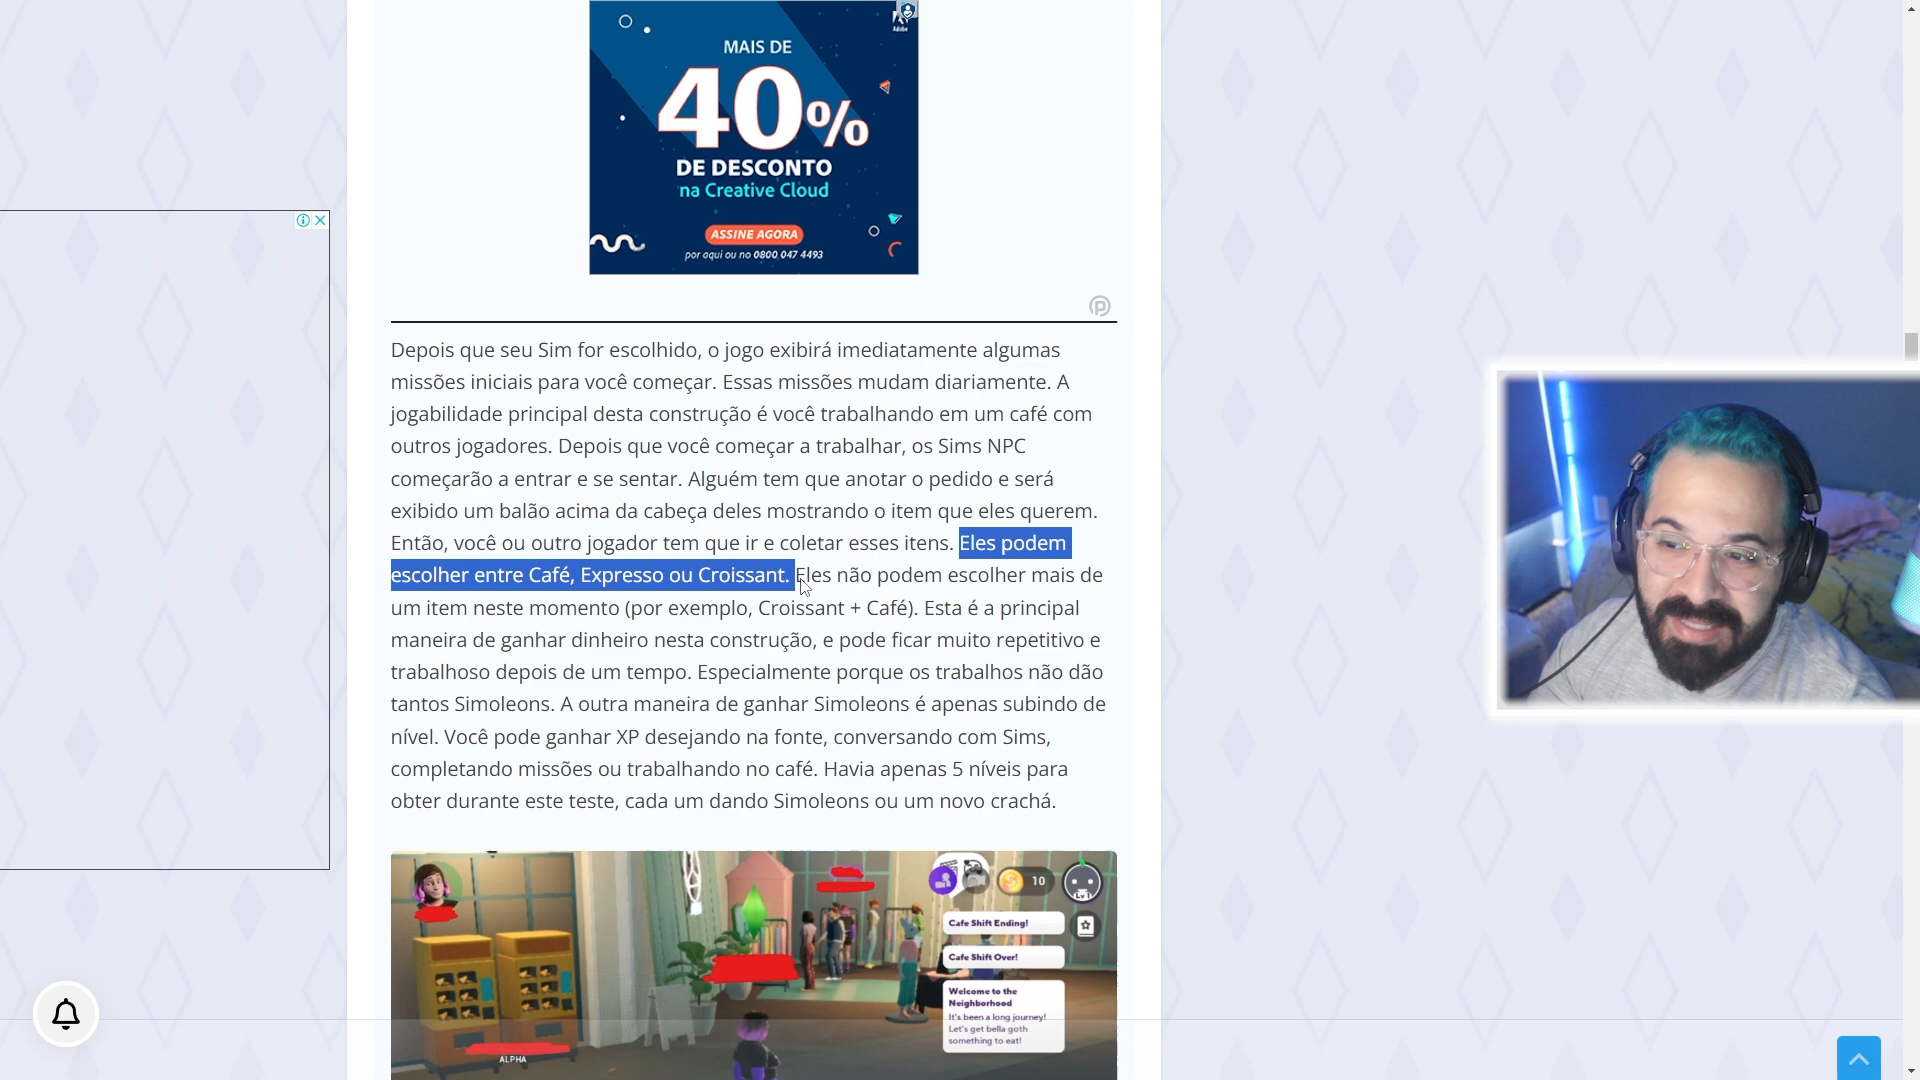 Adobe
MAIS DE
40%
DE DESCONTO
na Creative Cloud
ASSINE AGORA
por aqui ou no 0800 047 4493
Depois que seu Sim for escolhido, o jogo exibirá imediatamente algumas
missões iniciais para você começar. Essas missões mudam diariamente. A
jogabilidade principal desta construção é você trabalhando em um café com
outros jogadores. Depois que você começar a trabalhar, os Sims NPC
começarão a entrar e se sentar. Alguém tem que anotar o pedido e será
exibido um balão acima da cabeça deles mostrando o item que eles querem.
Então, você ou outro jogador tem que ir e coletar esses itens. Eles podem
escolher entre Café, Expresso ou Croissant. Eles não podem escolher mais de
um item neste momento (por exemplo, Croissant + Café). Esta é a principal
maneira de ganhar dinheiro nesta construção, e pode ficar muito repetitivo e
trabalhoso depois de um tempo. Especialmente porque os trabalhos não dão
tantos Simoleons. A outra maneira de ganhar Simoleons é apenas subindo de
nível. Você pode ganhar XP desejando na fonte, conversando com Sims,
completando missões ou trabalhando no café. Havia apenas 5 níveis para
obter durante este teste, cada um dando Simoleons ou um novo crachá.
10
Cafe Shift Ending!
Cafe Shift Over!
Welcome to the
Neighborhood
It's been a long journey!
Let's get bella goth
something to eat!
ALPHA